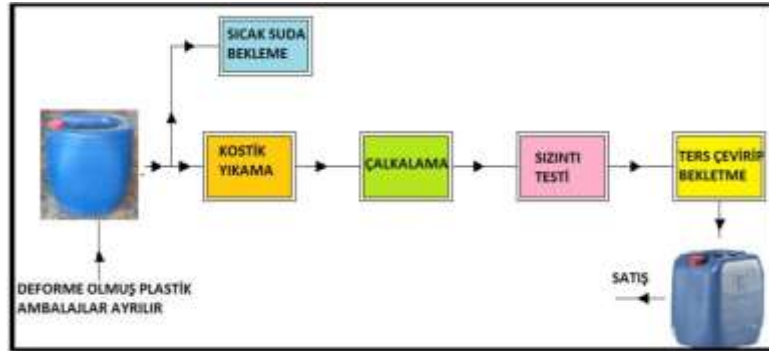 SICAK SUDA
BEKLEME
KOSTİK
YIKAMA
ÇALKALAMA
SIZINTI
TESTİ
TERS ÇEVİRİP
BEKLETME
SATIŞ
DEFORME OLMUŞ PLASTİK
AMBALAJLAR AYRILIR